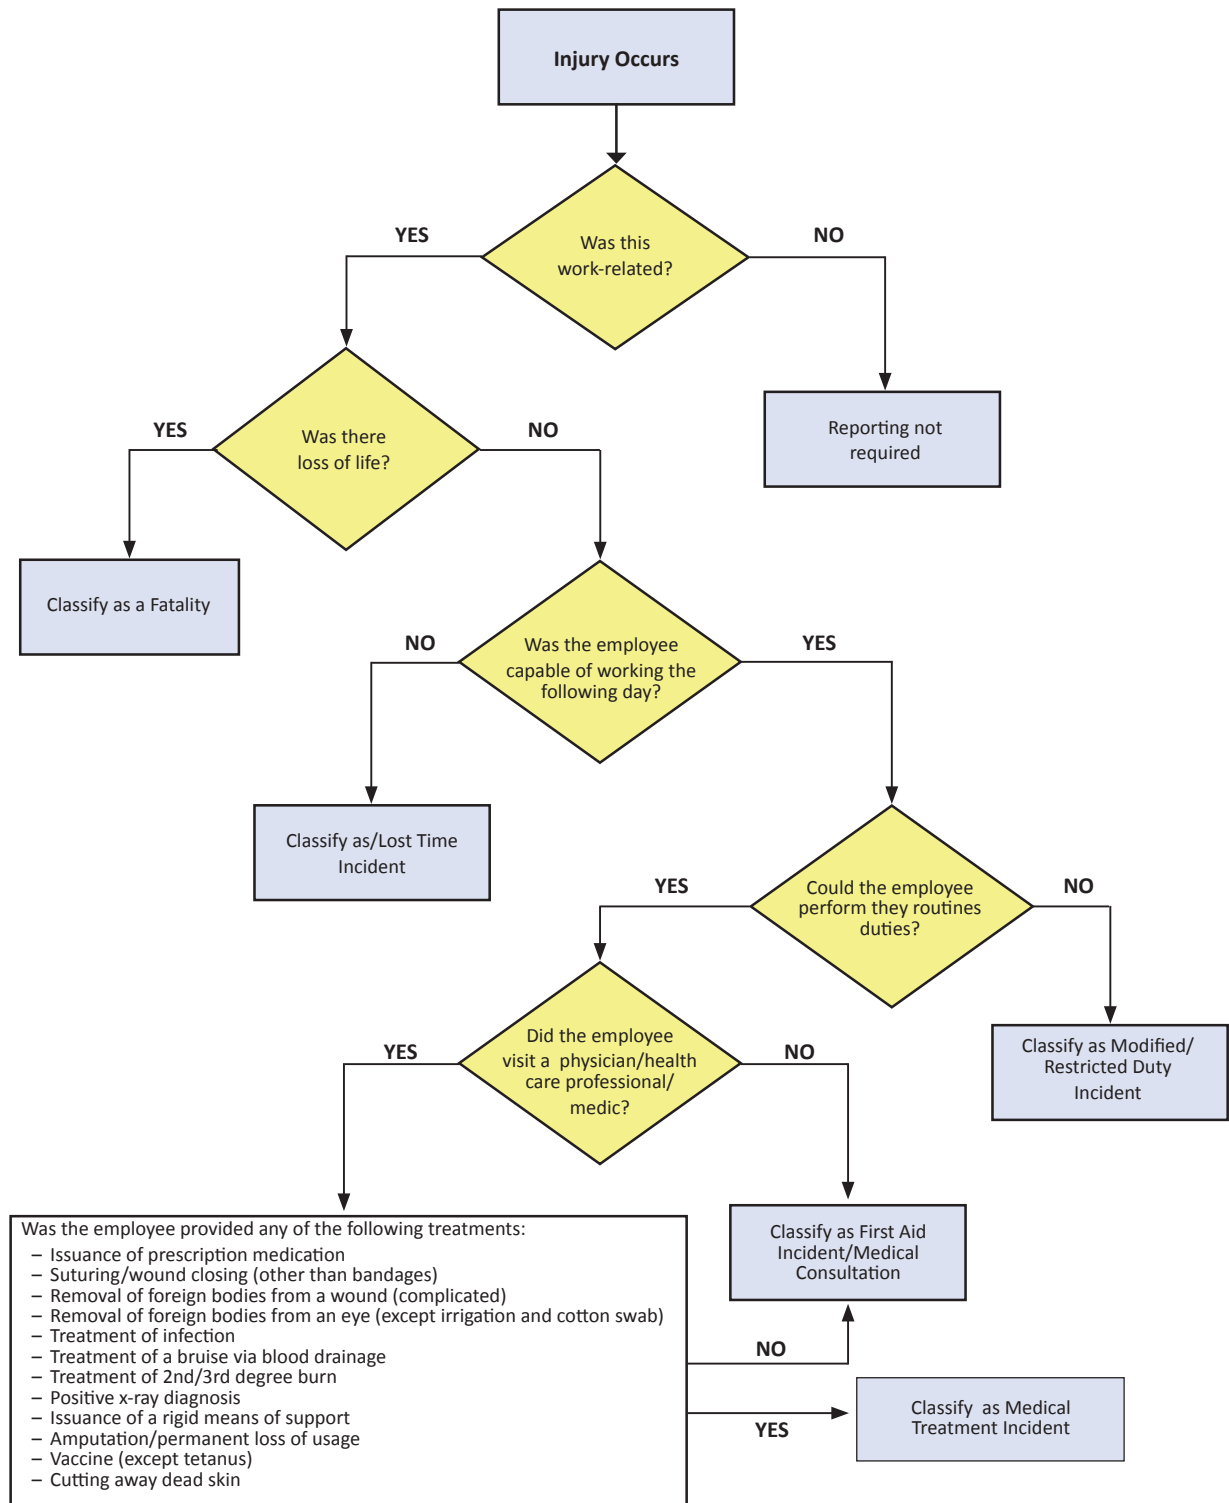 Injury Occurs
YES
NO
Was this
work-related?
YES
NO
Was there
loss of life?
Reporting not
required
Classify as a Fatality
NO
YES
Was the employee
capable of working the
following day?
Classify as/Lost Time
Incident
YES
NO
Could the employee
perform they routines
duties?
YES
NO
Did the employee
visit a physician/health
care professional/
medic?
Classify as Modified/
Restricted Duty
Incident
Was the employee provided any of the following treatments:
– Issuance of prescription medication
– Suturing/wound closing (other than bandages)
– Removal of foreign bodies from a wound (complicated)
– Removal of foreign bodies from an eye (except irrigation and cotton swab)
– Treatment of infection
– Treatment of a bruise via blood drainage
– Treatment of 2nd/3rd degree burn
– Positive x-ray diagnosis
– Issuance of a rigid means of support
– Amputation/permanent loss of usage
– Vaccine (except tetanus)
– Cutting away dead skin
Classify as First Aid
Incident/Medical
Consultation
NO
YES
Classify as Medical
Treatment Incident